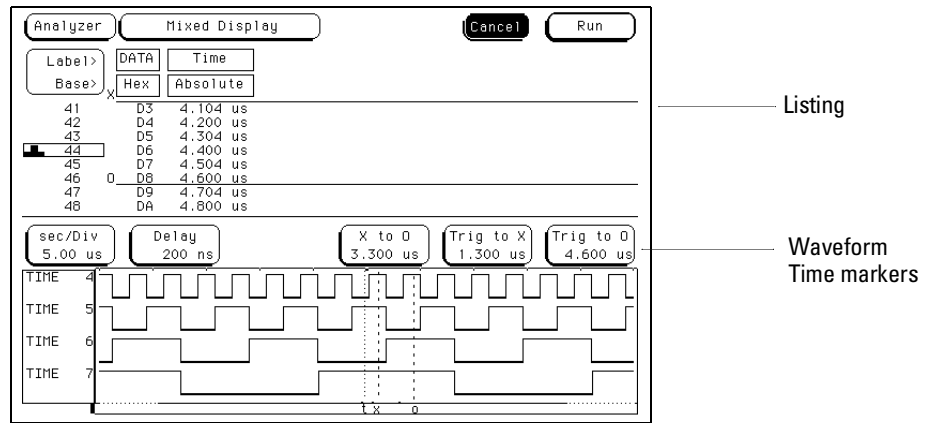 Analyzer Mixed Display Cancel Run
Label> DATA Time
Base> Hex Absolute
X
41 D3 4.104 us
42 D4 4.200 us
43 D5 4.304 us
44 D6 4.400 us
45 D7 4.504 us
46 O D8 4.600 us
47 D9 4.704 us
48 DA 4.800 us
Listing
sec/Div Delay X to O Trig to X Trig to O
5.00 us 200 ns 3.300 us 1.300 us 4.600 us
Waveform
Time markers
TIME 4
TIME 5
TIME 6
TIME 7
t x o